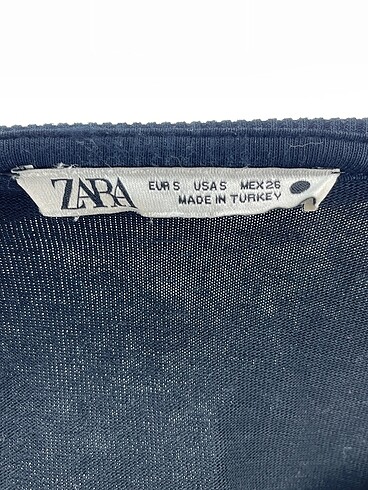 ZARA
EUR S USA S MEX 26
MADE IN TURKEY